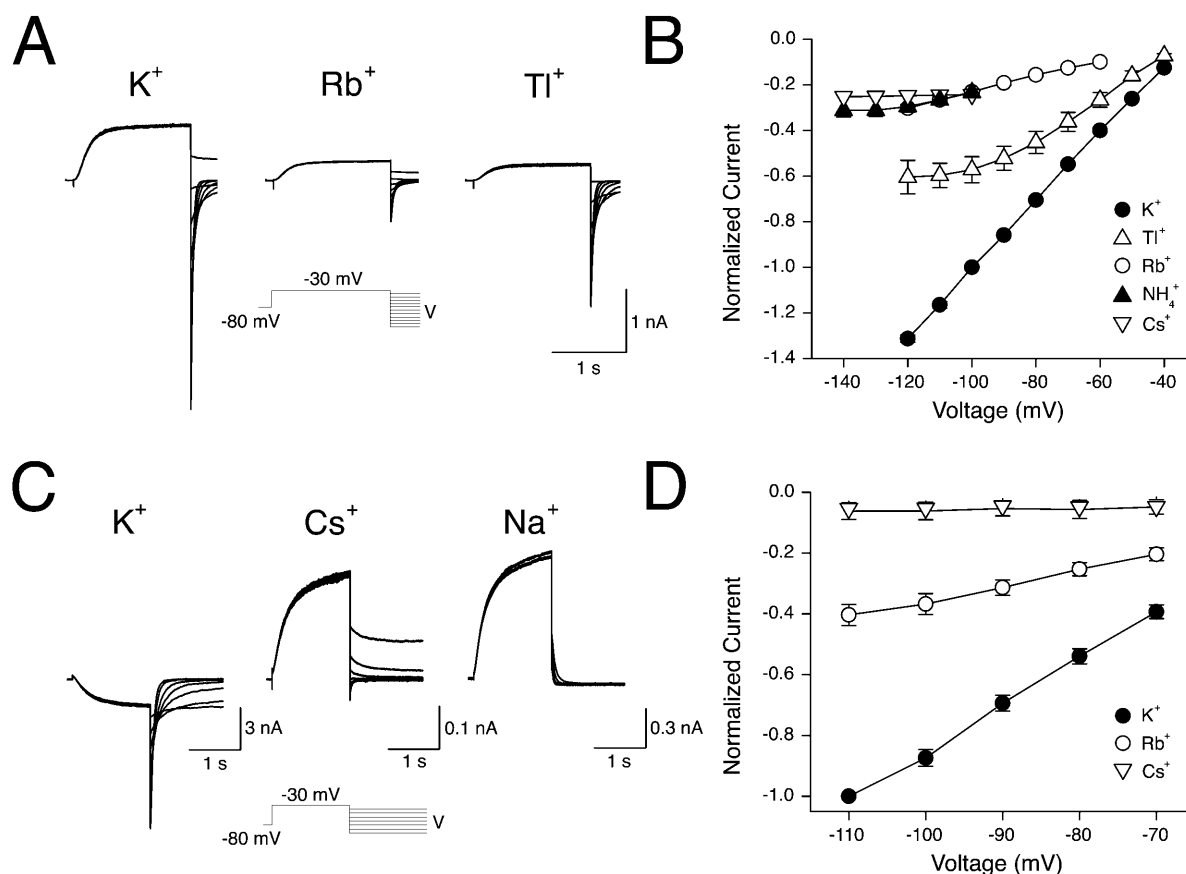 A
K+
Rb+
Tl+
-30 mV
-80 mV
V
1 nA
1 s
B
0.0
-0.2
-0.4
-0.6
-0.8
-1.0
-1.2
-1.4
Normalized Current
K+
Tl+
Rb+
NH4+
Cs+
-140
-120
-100
-80
-60
-40
Voltage (mV)
C
K+
Cs+
Na+
3 nA
1 s
0.1 nA
1 s
0.3 nA
1 s
-30 mV
-80 mV
V
D
0.0
-0.2
-0.4
-0.6
-0.8
-1.0
Normalized Current
K+
Rb+
Cs+
-110
-100
-90
-80
-70
Voltage (mV)